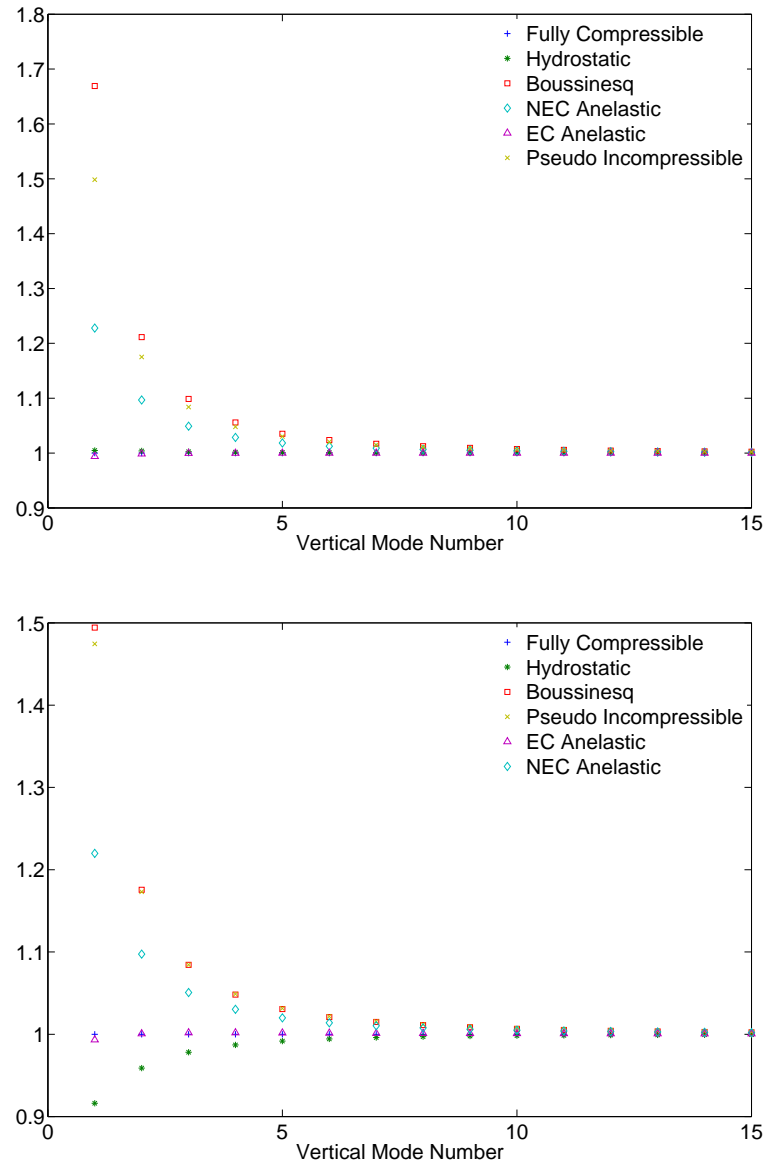 1.8
1.7
1.6
1.5
1.4
1.3
1.2
1.1
1
0.9
0
5
10
15
Vertical Mode Number
Fully Compressible
Hydrostatic
Boussinesq
NEC Anelastic
EC Anelastic
Pseudo Incompressible
1.5
1.4
1.3
1.2
1.1
1
0.9
0
5
10
15
Vertical Mode Number
Fully Compressible
Hydrostatic
Boussinesq
Pseudo Incompressible
EC Anelastic
NEC Anelastic